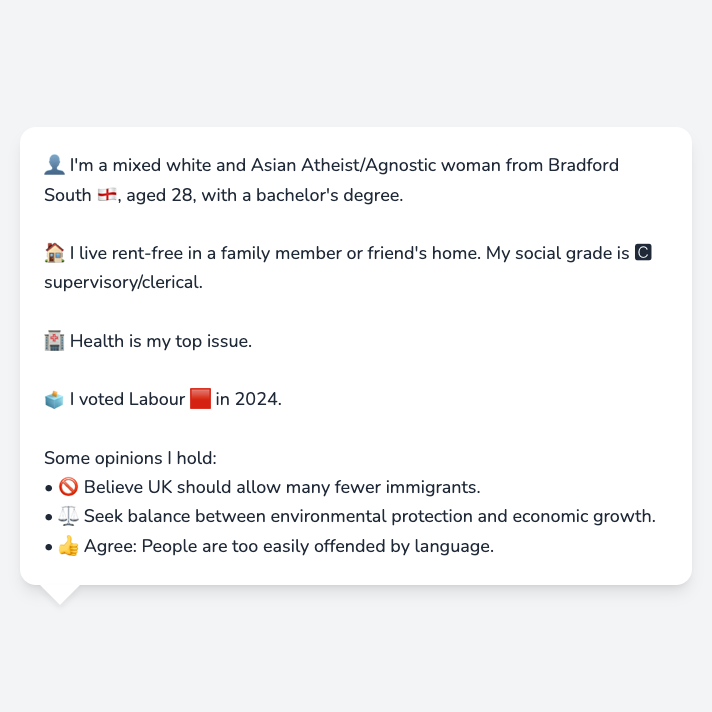 👤 I'm a mixed white and Asian Atheist/Agnostic woman from Bradford
South 🏴󠁧󠁢󠁥󠁮󠁧󠁿, aged 28, with a bachelor's degree.
🏠 I live rent-free in a family member or friend's home. My social grade is 🅲
supervisory/clerical.
🏥 Health is my top issue.
🗳️ I voted Labour 🟥 in 2024.
Some opinions I hold:
• 🚫 Believe UK should allow many fewer immigrants.
• ⚖️ Seek balance between environmental protection and economic growth.
• 👍 Agree: People are too easily offended by language.